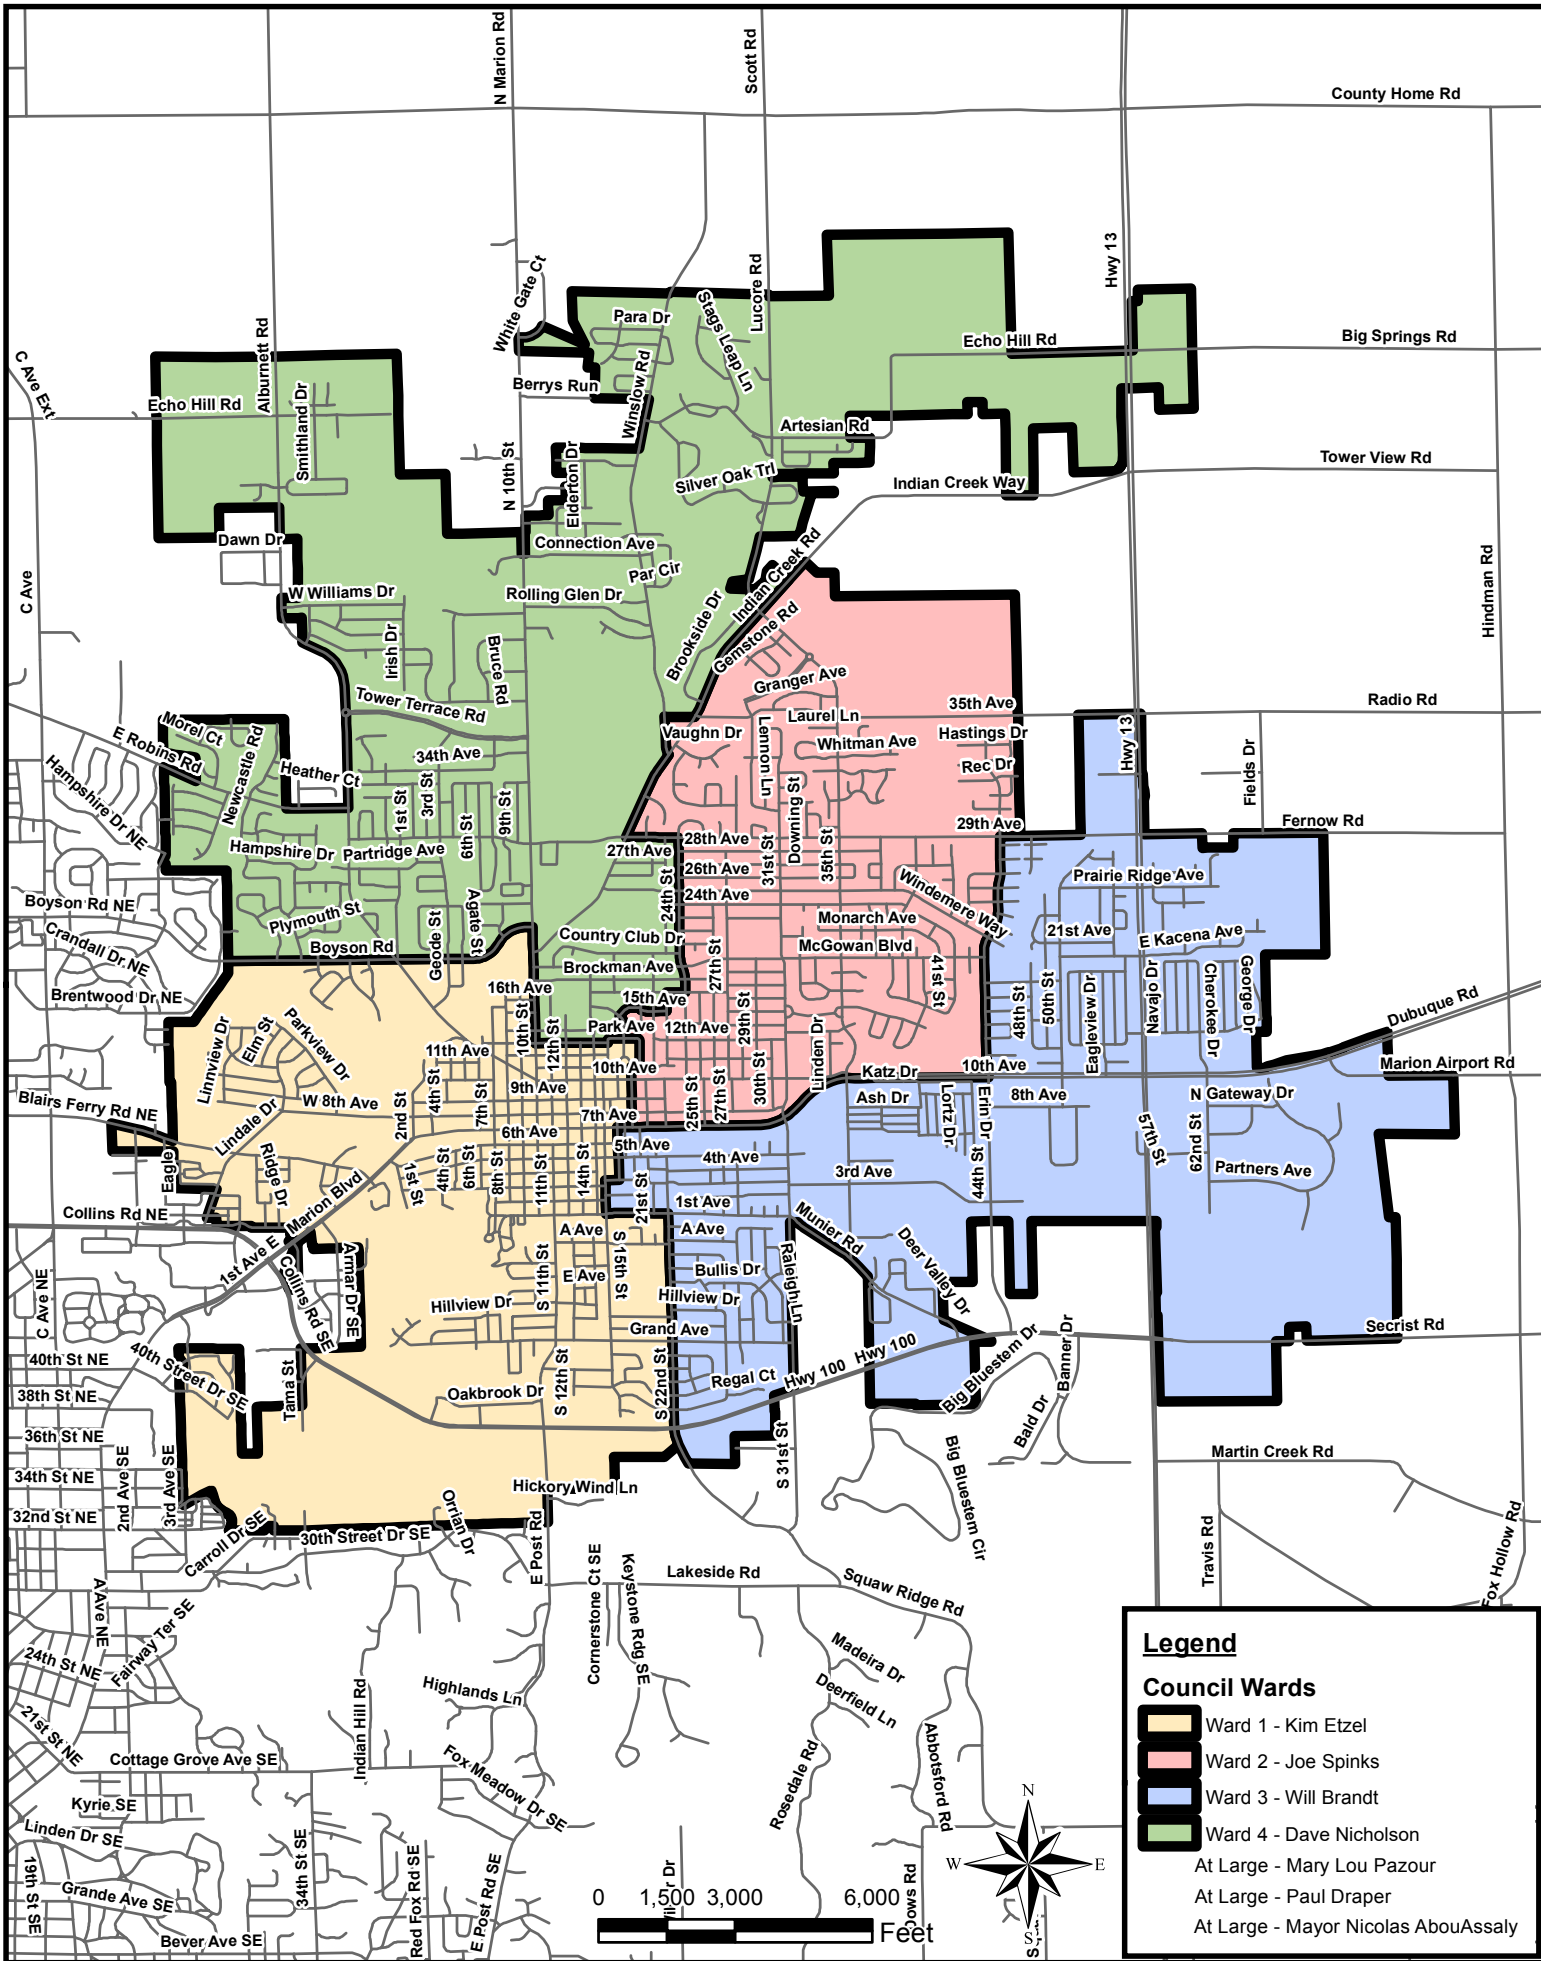 County Home Rd
N Marion Rd
Scott Rd
Hwy 13
White Gate Ct
Lucore Rd
Para Dr
Stags Leap Ln
Echo Hill Rd
Big Springs Rd
C Ave Ext
Alburnett Rd
Smithland Dr
Echo Hill Rd
Berrys Run
Winslow Rd
Artesian Rd
Tower View Rd
N 10th St
Elderton Dr
Silver Oak Trl
Indian Creek Way
Dawn Dr
Connection Ave
Par Cir
Indian Creek Rd
Hindman Rd
C Ave
W Williams Dr
Rolling Glen Dr
Brookside Dr
Gemstone Rd
Irish Dr
Bruce Rd
Granger Ave
Tower Terrace Rd
35th Ave
Radio Rd
Morel Ct
E Robins Rd
Newcastle Rd
Vaughn Dr
Laurel Ln
Lennon Ln
Whitman Ave
Hastings Dr
Hwy 13
Fields Dr
Hampshire Dr NE
Heather Ct
34th Ave
Rec Dr
1st St
3rd St
6th St
9th St
Downing St
29th Ave
Fernow Rd
Hampshire Dr
Partridge Ave
27th Ave
28th Ave
31st St
35th St
26th Ave
24th Ave
24th St
Windemere Way
Prairie Ridge Ave
Boyson Rd NE
Plymouth St
Geode St
Agate St
Monarch Ave
21st Ave
E Kacena Ave
Crandall Dr NE
Boyson Rd
Country Club Dr
McGowan Blvd
Brockman Ave
27th St
41st St
Brentwood Dr NE
16th Ave
15th Ave
48th St
50th St
Eagleview Dr
Navajo Dr
Cherokee Dr
George Dr
Dubuque Rd
Linnview Dr
Elm St
Parkview Dr
10th St
12th St
Park Ave
12th Ave
29th St
Linden Dr
11th Ave
10th Ave
Katz Dr
10th Ave
Marion Airport Rd
Blairs Ferry Rd NE
W 8th Ave
2nd St
4th St
7th St
9th Ave
7th Ave
25th St
27th St
30th St
Ash Dr
Lortz Dr
Erin Dr
8th Ave
N Gateway Dr
Lindale Dr
6th Ave
5th Ave
57th St
62nd St
Eagle
Ridge Dr
1st St
4th St
6th St
8th St
11th St
14th St
4th Ave
3rd Ave
44th St
Partners Ave
Collins Rd NE
Marion Blvd
21st St
1st Ave
1st Ave E
A Ave
A Ave
Munier Rd
Deer Valley Dr
Collins Rd SE
Armar Dr SE
S 11th St
S 15th St
E Ave
Bullis Dr
Raleigh Ln
C Ave NE
Hillview Dr
Hillview Dr
Grand Ave
Secrist Rd
40th St NE
40th Street Dr SE
Tama St
S 12th St
S 22nd St
Regal Ct
Hwy 100
Hwy 100
Big Bluestem Dr
Banner Dr
38th St NE
Oakbrook Dr
Bald Dr
36th St NE
34th St NE
2nd Ave SE
3rd Ave SE
S 31st St
Big Bluestem Cir
Martin Creek Rd
32nd St NE
Carroll Dr SE
30th Street Dr SE
Orrian Dr
Hickory Wind Ln
E Post Rd
Travis Rd
Fox Hollow Rd
A Ave NE
Fairway Ter SE
Cornerstone Ct SE
Keystone Rdg SE
Lakeside Rd
Squaw Ridge Rd
24th St NE
Indian Hill Rd
Highlands Ln
Madeira Dr
Deerfield Ln
21st St NE
Cottage Grove Ave SE
Fox Meadow Dr SE
Rosedale Rd
Abbotsford Rd
Kyrie SE
Linden Dr SE
19th St SE
Grande Ave SE
34th St SE
Red Fox Rd SE
E Post Rd SE
Bever Ave SE
Legend
Council Wards
Ward 1 - Kim Etzel
Ward 2 - Joe Spinks
Ward 3 - Will Brandt
Ward 4 - Dave Nicholson
At Large - Mary Lou Pazour
At Large - Paul Draper
At Large - Mayor Nicolas AbouAssaly
N
W
E
S
0 1,500 3,000 6,000
Feet